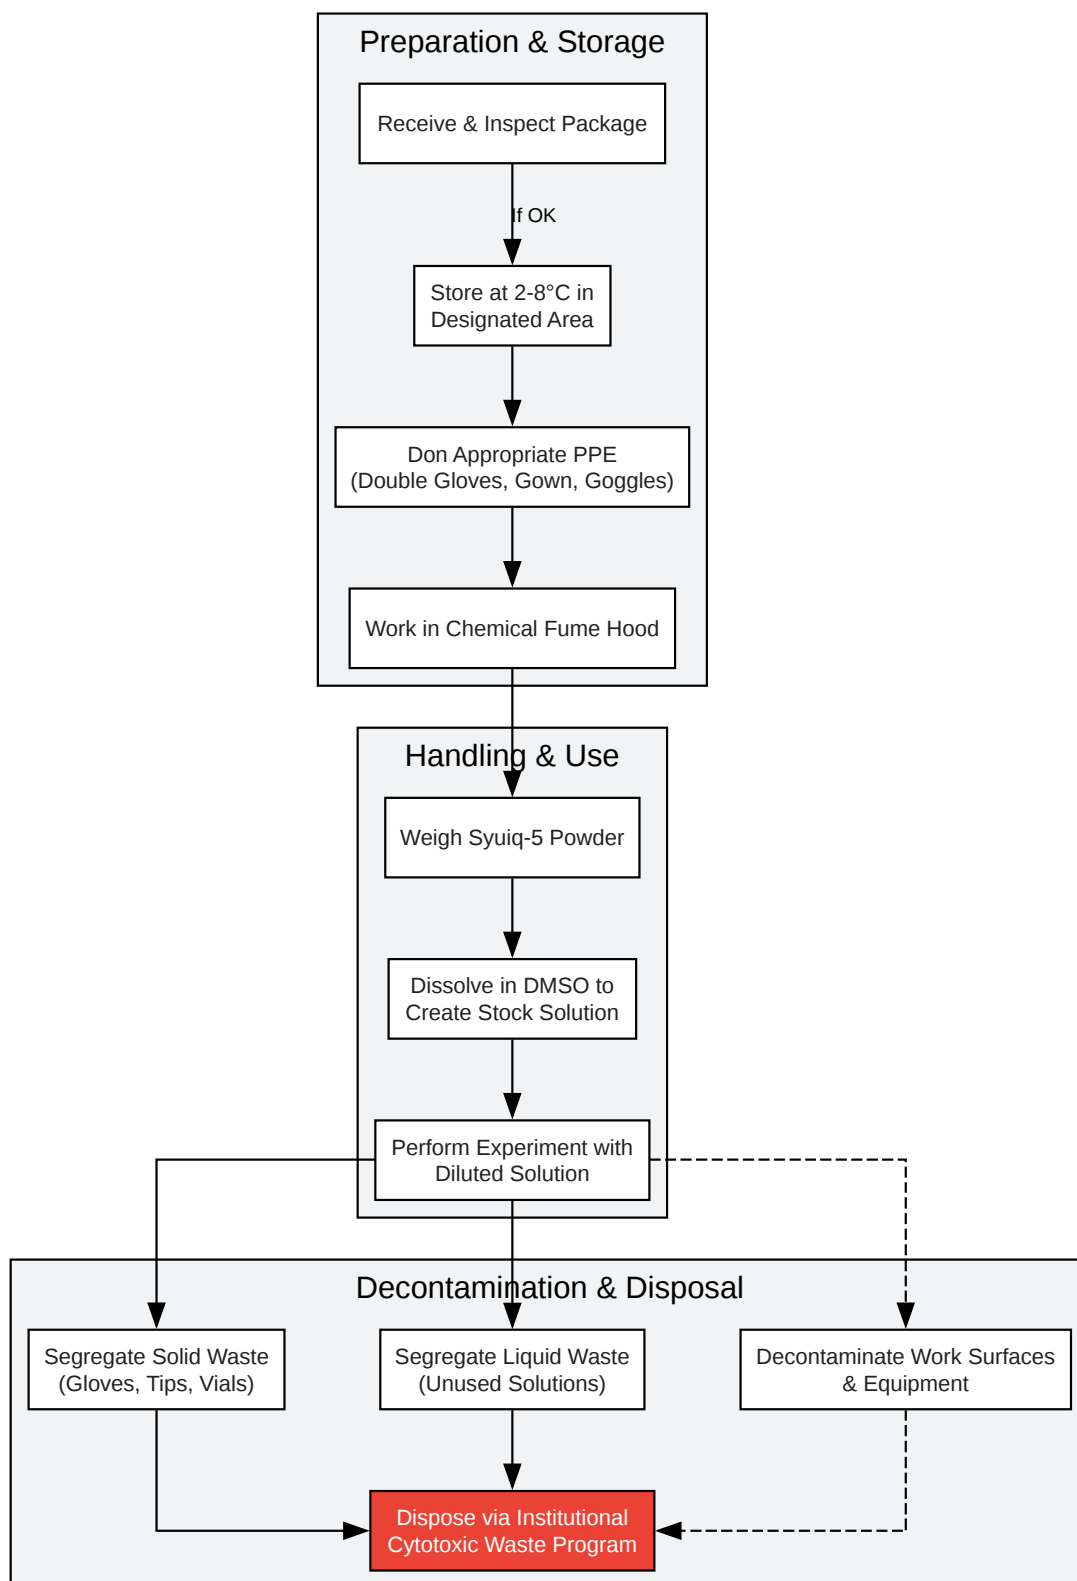 Preparation & Storage
Receive & Inspect Package
If OK
Store at 2-8°C in
Designated Area
Don Appropriate PPE
(Double Gloves, Gown, Goggles)
Work in Chemical Fume Hood
Handling & Use
Weigh Syuiq-5 Powder
Dissolve in DMSO to
Create Stock Solution
Perform Experiment with
Diluted Solution
Decontamination & Disposal
Segregate Solid Waste
(Gloves, Tips, Vials)
Segregate Liquid Waste
(Unused Solutions)
Decontaminate Work Surfaces
& Equipment
Dispose via Institutional
Cytotoxic Waste Program